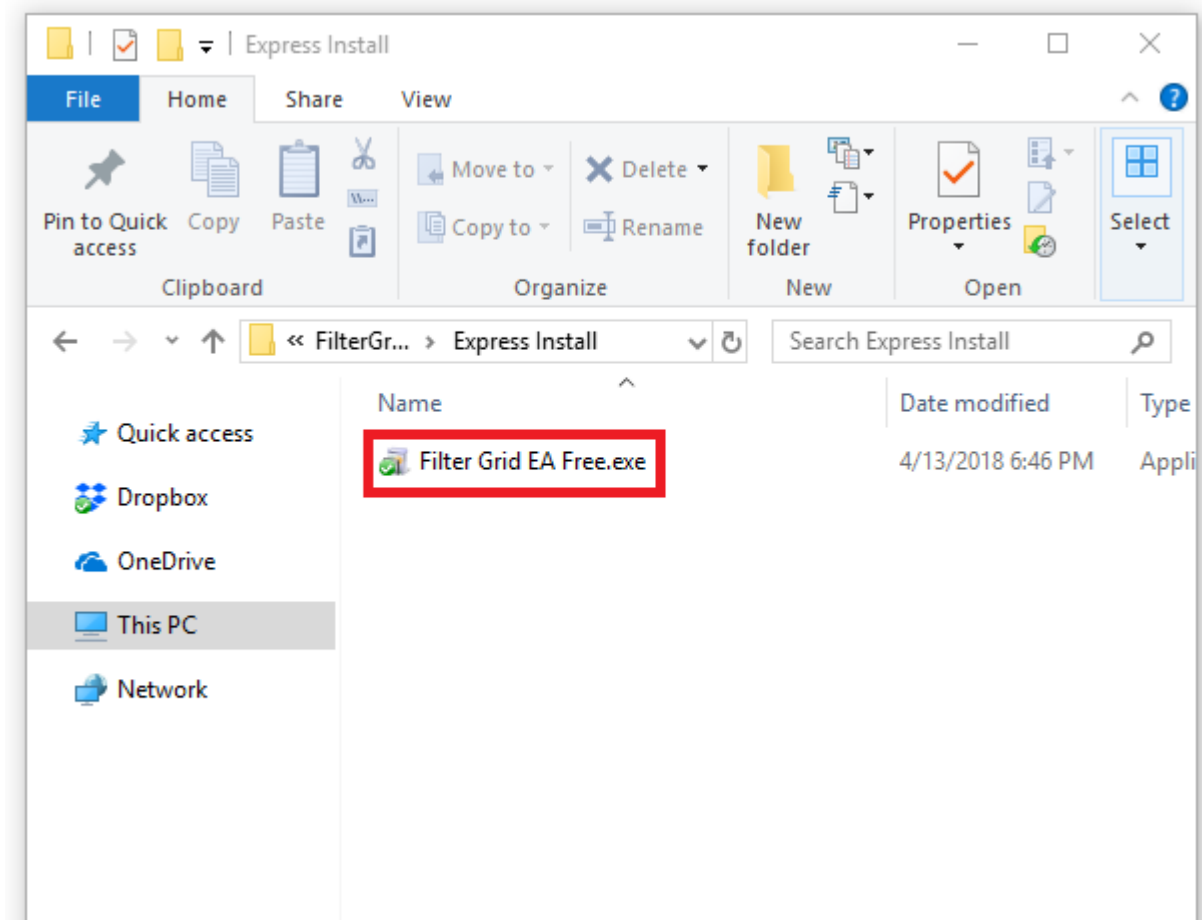 Express Install
File Home Share View
Pin to Quick access
Copy
Paste
Move to
Copy to
Delete
Rename
New folder
Properties
Select
Clipboard Organize New Open
« FilterGr... > Express Install
Search Express Install
Name Date modified Type
Quick access
Filter Grid EA Free.exe 4/13/2018 6:46 PM Appli
Dropbox
OneDrive
This PC
Network